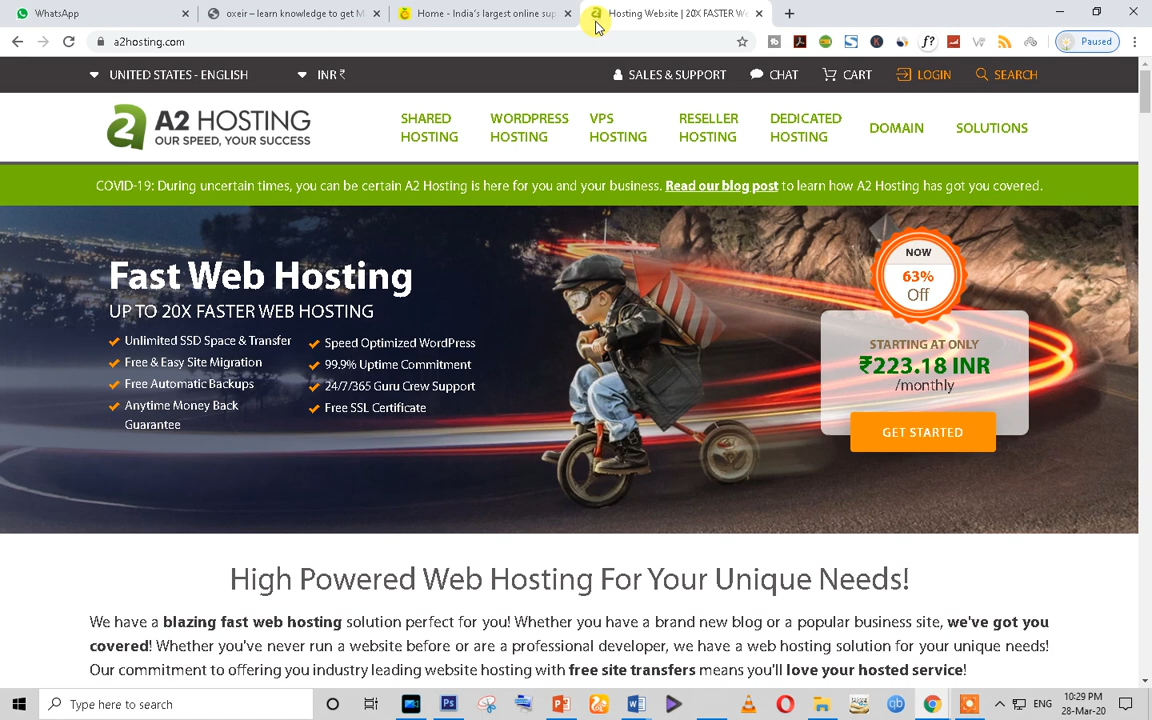 WhatsApp
oxeir – learn knowledge to get M
Home - India's largest online sup
Hosting Website | 20X FASTER We
a2hosting.com
Paused
UNITED STATES - ENGLISH
INR ₹
SALES & SUPPORT
CHAT
CART
LOGIN
SEARCH
A2 HOSTING
OUR SPEED, YOUR SUCCESS
SHARED HOSTING
WORDPRESS HOSTING
VPS HOSTING
RESELLER HOSTING
DEDICATED HOSTING
DOMAIN
SOLUTIONS
COVID-19: During uncertain times, you can be certain A2 Hosting is here for you and your business. Read our blog post to learn how A2 Hosting has got you covered.
Fast Web Hosting
UP TO 20X FASTER WEB HOSTING
Unlimited SSD Space & Transfer
Free & Easy Site Migration
Free Automatic Backups
Anytime Money Back
Guarantee
Speed Optimized WordPress
99.9% Uptime Commitment
24/7/365 Guru Crew Support
Free SSL Certificate
NOW
63%
Off
STARTING AT ONLY
₹223.18 INR
/monthly
GET STARTED
High Powered Web Hosting For Your Unique Needs!
We have a blazing fast web hosting solution perfect for you! Whether you have a brand new blog or a popular business site, we've got you
covered! Whether you've never run a website before or are a professional developer, we have a web hosting solution for your unique needs!
Our commitment to offering you industry leading website hosting with free site transfers means you'll love your hosted service!
Type here to search
ENG
10:29 PM
28-Mar-20